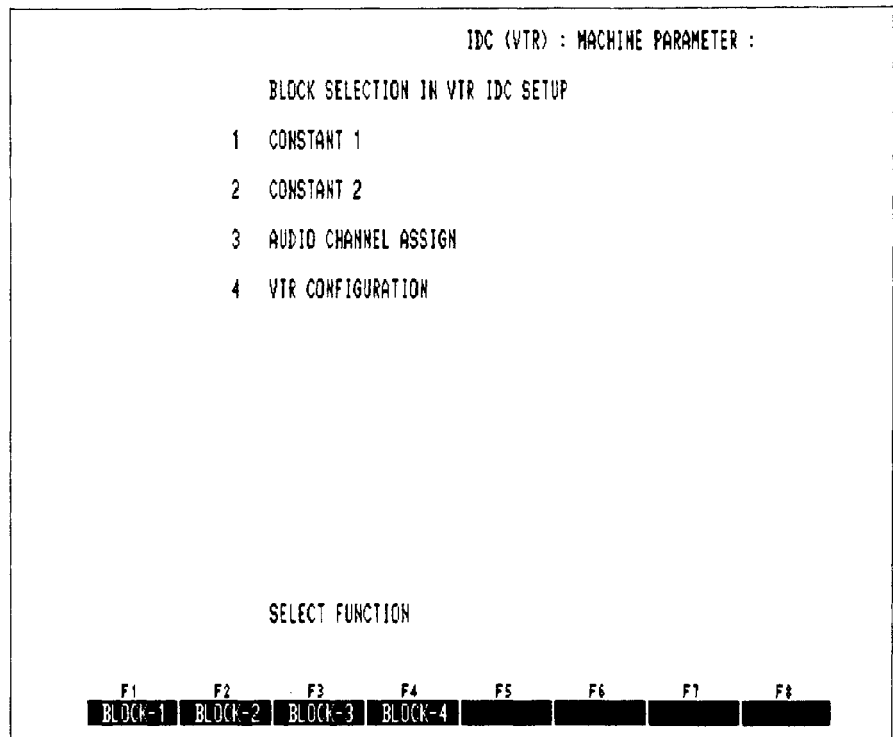 IDC (VTR) : MACHINE PARAMETER :
BLOCK SELECTION IN VTR IDC SETUP
1 CONSTANT 1
2 CONSTANT 2
3 AUDIO CHANNEL ASSIGN
4 VTR CONFIGURATION
SELECT FUNCTION
F1 F2 F3 F4 F5 F6 F7 F8
BLOCK-1 BLOCK-2 BLOCK-3 BLOCK-4